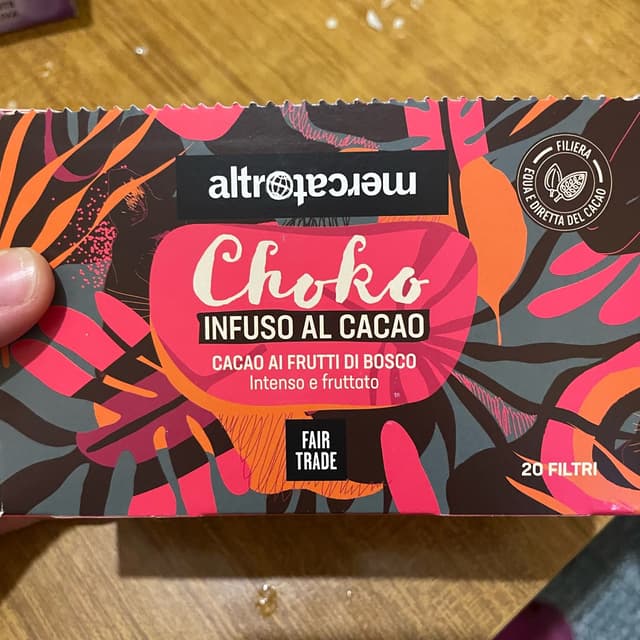 altromercato
Choko
INFUSO AL CACAO
CACAO AI FRUTTI DI BOSCO
Intenso e fruttato
FAIR
TRADE
FILIERA
EQUA E DIRETTA DEL CACAO
20 FILTRI